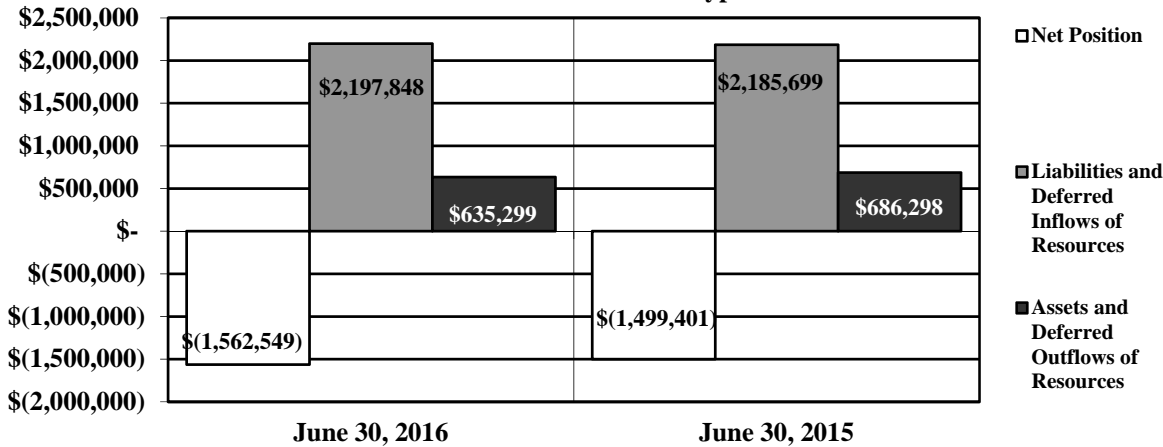 $2,500,000
$2,000,000
$1,500,000
$1,000,000
$500,000
$-
$(500,000)
$(1,000,000)
$(1,500,000)
$(2,000,000)
$2,197,848
$635,299
$(1,562,549)
$2,185,699
$686,298
$(1,499,401)
June 30, 2016
June 30, 2015
Net Position
Liabilities and
Deferred
Inflows of
Resources
Assets and
Deferred
Outflows of
Resources